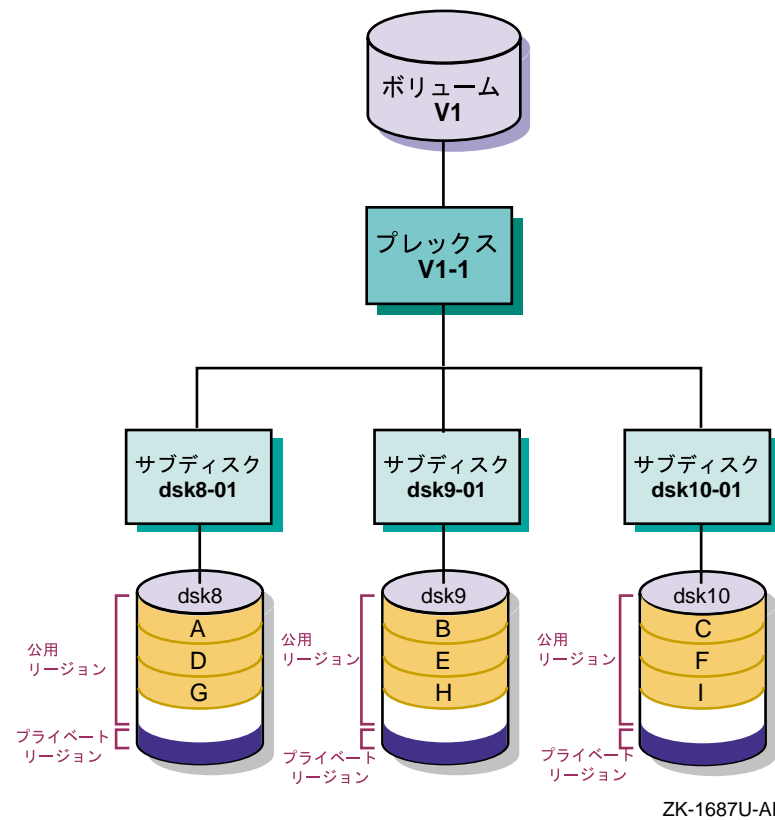 ボリューム
V1
プレックス
V1-1
サブディスク
dsk8-01
サブディスク
dsk9-01
サブディスク
dsk10-01
dsk8
A
D
G
公用
リージョン
プライベート
リージョン
dsk9
B
E
H
公用
リージョン
プライベート
リージョン
dsk10
C
F
I
公用
リージョン
プライベート
リージョン